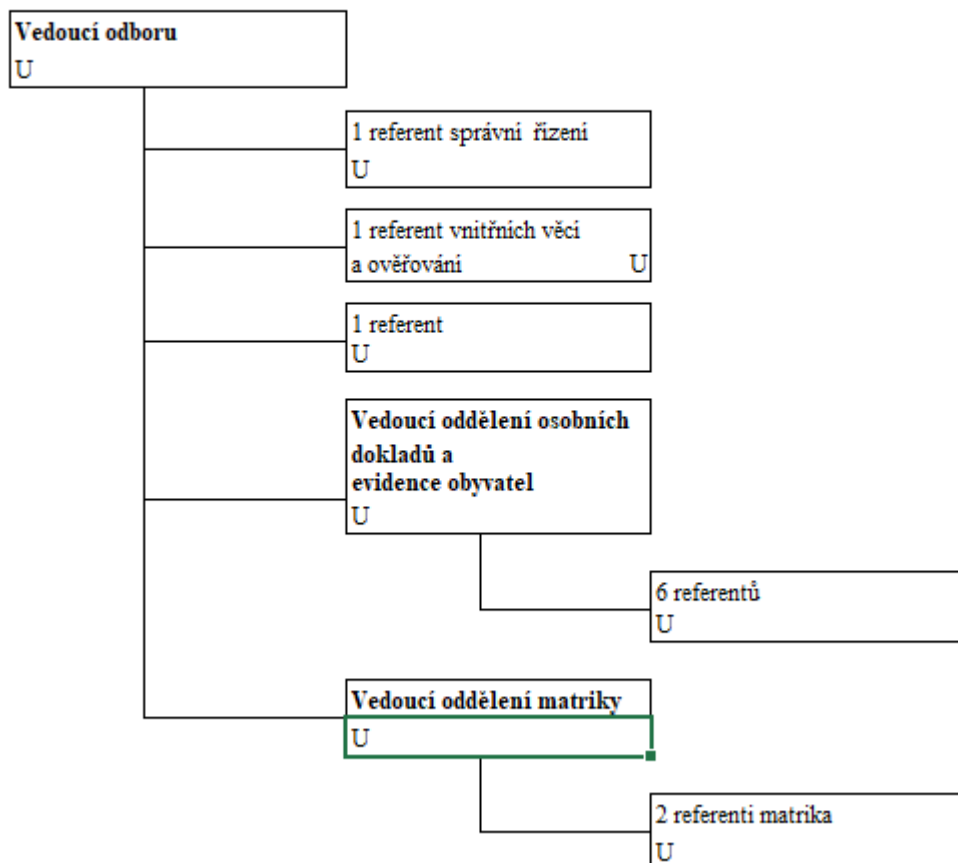 Vedoucí odboru
U
1 referent správní řízení
U
1 referent vnitřních věcí
a ověřování U
1 referent
U
Vedoucí oddělení osobních
dokladů a
evidence obyvatel
U
6 referentů
U
Vedoucí oddělení matriky
U
2 referenti matrika
U